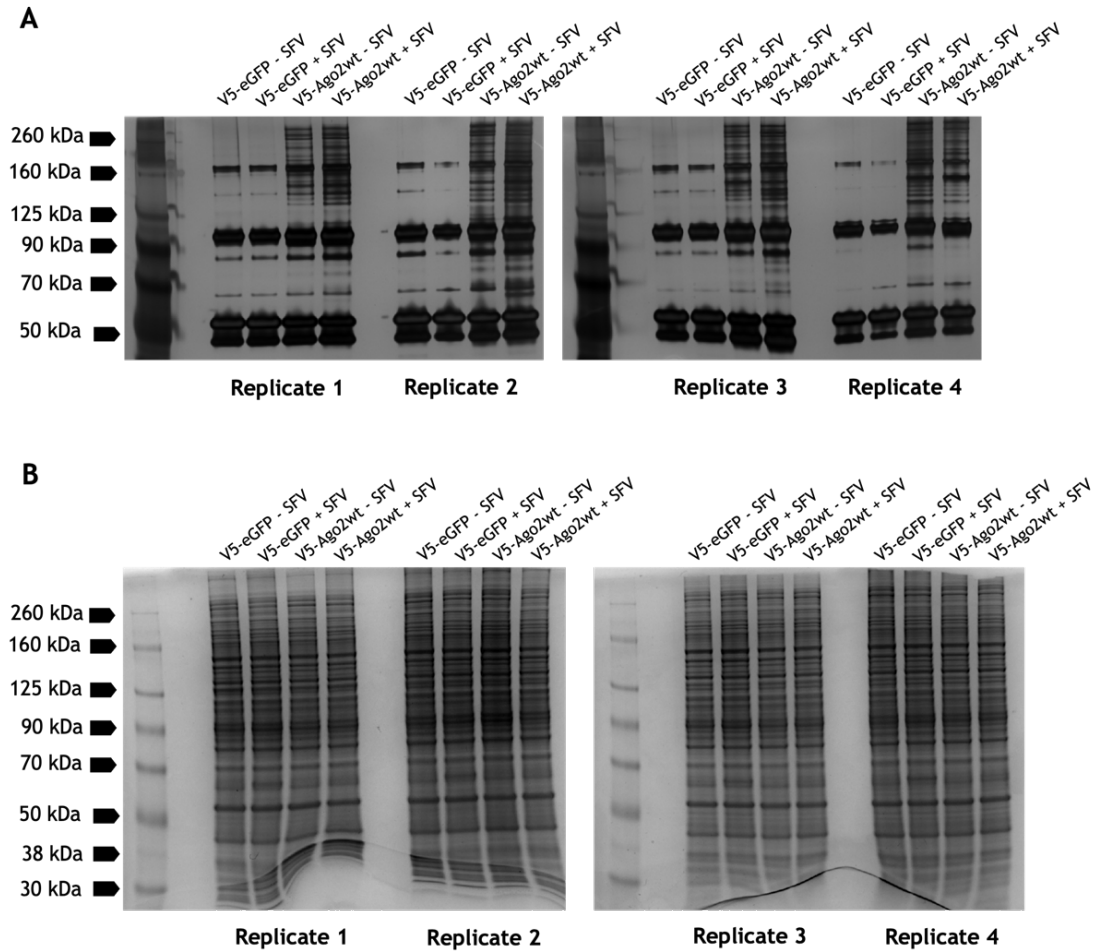 A
V5-eGFP - SFV
V5-eGFP + SFV
V5-Ago2wt - SFV
V5-Ago2wt + SFV
V5-eGFP - SFV
V5-eGFP + SFV
V5-Ago2wt - SFV
V5-Ago2wt + SFV
V5-eGFP - SFV
V5-eGFP + SFV
V5-Ago2wt - SFV
V5-Ago2wt + SFV
V5-eGFP - SFV
V5-eGFP + SFV
V5-Ago2wt - SFV
V5-Ago2wt + SFV
260 kDa
160 kDa
125 kDa
90 kDa
70 kDa
50 kDa
Replicate 1
Replicate 2
Replicate 3
Replicate 4
B
V5-eGFP - SFV
V5-eGFP + SFV
V5-Ago2wt - SFV
V5-Ago2wt + SFV
V5-eGFP - SFV
V5-eGFP + SFV
V5-Ago2wt - SFV
V5-Ago2wt + SFV
V5-eGFP - SFV
V5-eGFP + SFV
V5-Ago2wt - SFV
V5-Ago2wt + SFV
V5-eGFP - SFV
V5-eGFP + SFV
V5-Ago2wt - SFV
V5-Ago2wt + SFV
260 kDa
160 kDa
125 kDa
90 kDa
70 kDa
50 kDa
38 kDa
30 kDa
Replicate 1
Replicate 2
Replicate 3
Replicate 4